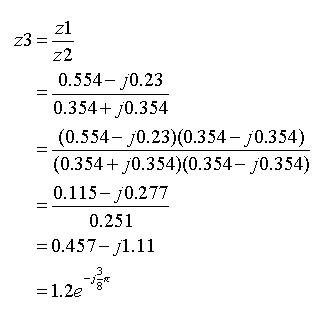 z3 = z1/z2
= (0.554 − j0.23)/(0.354 + j0.354)
= (0.554 − j0.23)(0.354 − j0.354)/(0.354 + j0.354)(0.354 − j0.354)
= (0.115 − j0.277)/0.251
= 0.457 − j1.11
= 1.2e^(−j(3/8)π)